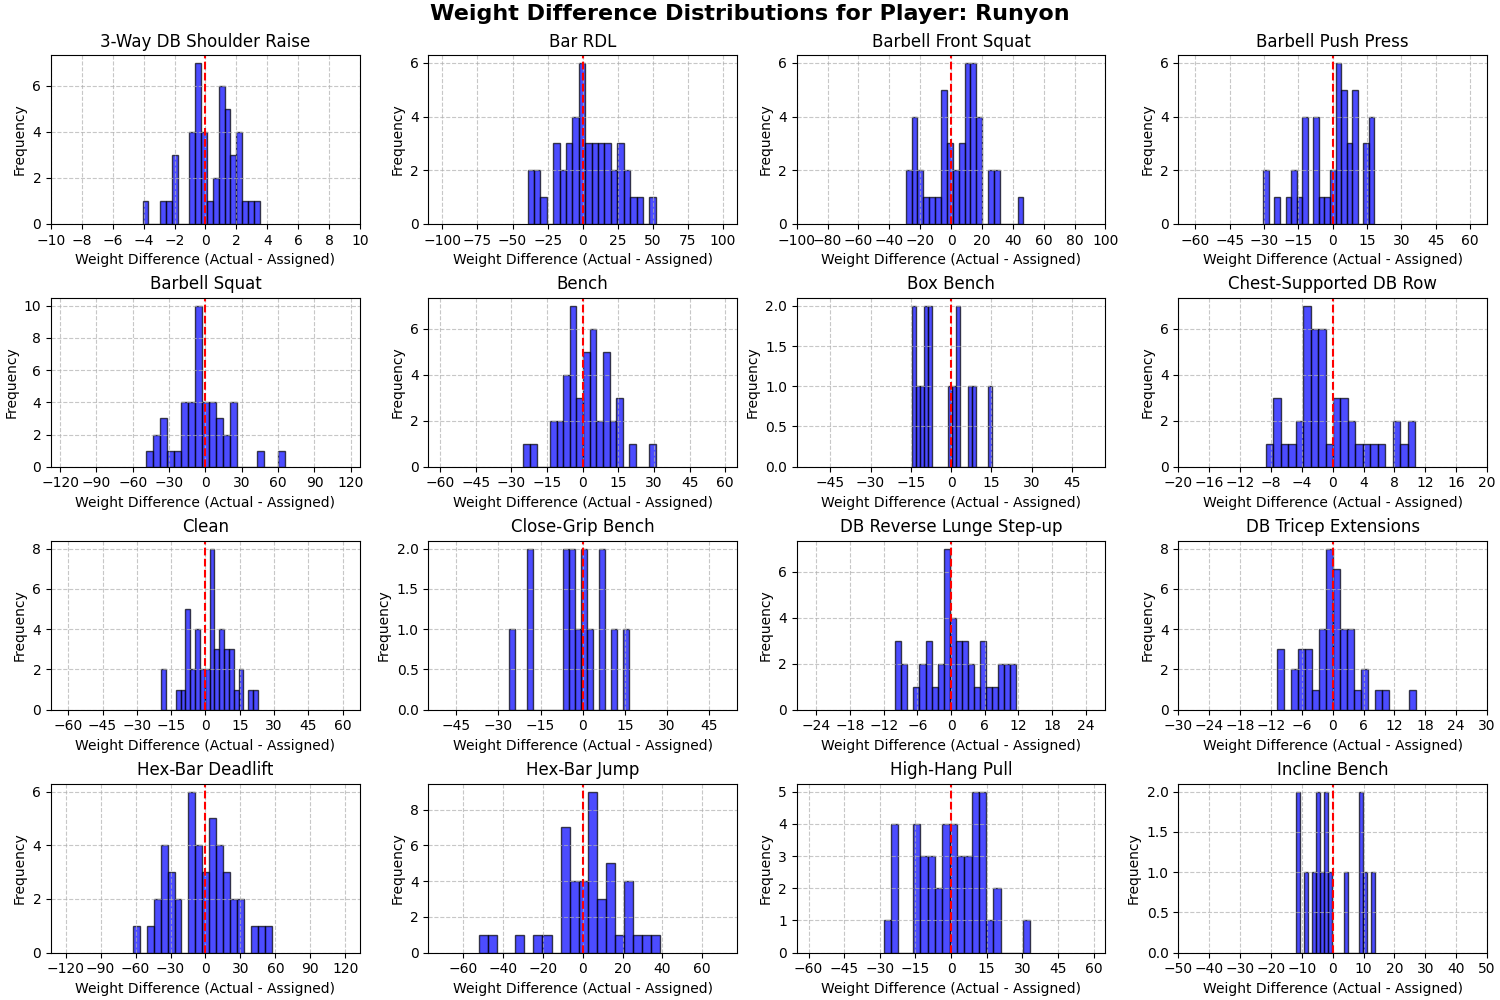 Weight Difference Distributions for Player: Runyon
3-Way DB Shoulder Raise
Frequency
6
4
2
0
−10 −8 −6 −4 −2 0 2 4 6 8 10
Weight Difference (Actual - Assigned)
Bar RDL
Frequency
6
4
2
0
−100 −75 −50 −25 0 25 50 75 100
Weight Difference (Actual - Assigned)
Barbell Front Squat
Frequency
6
4
2
0
−100 −80 −60 −40 −20 0 20 40 60 80 100
Weight Difference (Actual - Assigned)
Barbell Push Press
Frequency
6
4
2
0
−60 −45 −30 −15 0 15 30 45 60
Weight Difference (Actual - Assigned)
Barbell Squat
Frequency
10
8
6
4
2
0
−120 −90 −60 −30 0 30 60 90 120
Weight Difference (Actual - Assigned)
Bench
Frequency
6
4
2
0
−60 −45 −30 −15 0 15 30 45 60
Weight Difference (Actual - Assigned)
Box Bench
Frequency
2.0
1.5
1.0
0.5
0.0
−45 −30 −15 0 15 30 45
Weight Difference (Actual - Assigned)
Chest-Supported DB Row
Frequency
6
4
2
0
−20 −16 −12 −8 −4 0 4 8 12 16 20
Weight Difference (Actual - Assigned)
Clean
Frequency
8
6
4
2
0
−60 −45 −30 −15 0 15 30 45 60
Weight Difference (Actual - Assigned)
Close-Grip Bench
Frequency
2.0
1.5
1.0
0.5
0.0
−45 −30 −15 0 15 30 45
Weight Difference (Actual - Assigned)
DB Reverse Lunge Step-up
Frequency
6
4
2
0
−24 −18 −12 −6 0 6 12 18 24
Weight Difference (Actual - Assigned)
DB Tricep Extensions
Frequency
8
6
4
2
0
−30 −24 −18 −12 −6 0 6 12 18 24 30
Weight Difference (Actual - Assigned)
Hex-Bar Deadlift
Frequency
6
4
2
0
−120 −90 −60 −30 0 30 60 90 120
Weight Difference (Actual - Assigned)
Hex-Bar Jump
Frequency
8
6
4
2
0
−60 −40 −20 0 20 40 60
Weight Difference (Actual - Assigned)
High-Hang Pull
Frequency
5
4
3
2
1
0
−60 −45 −30 −15 0 15 30 45 60
Weight Difference (Actual - Assigned)
Incline Bench
Frequency
2.0
1.5
1.0
0.5
0.0
−50 −40 −30 −20 −10 0 10 20 30 40 50
Weight Difference (Actual - Assigned)